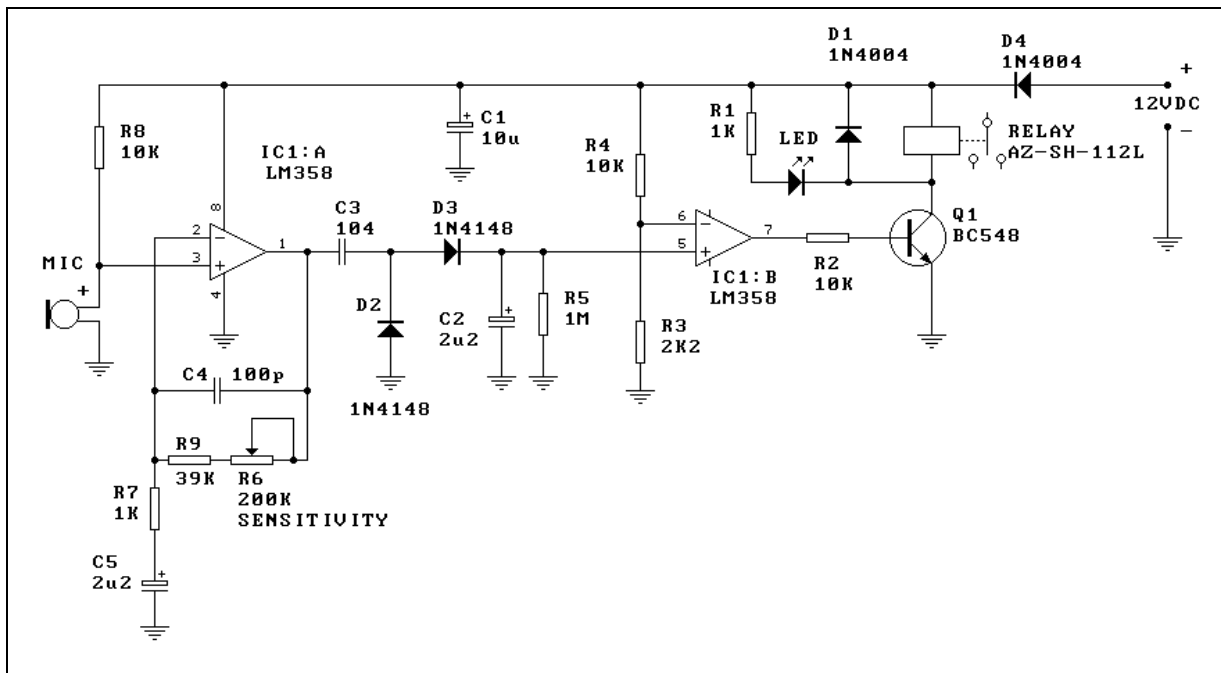 D1
1N4004
D4
1N4004
+
12VDC
-
R8
10K
C1
10u
+
R1
1K
LED
RELAY
AZ-SH-112L
IC1:A
LM358
R4
10K
8
2
-
3
+
1
4
C3
104
D3
1N4148
6
-
5
+
7
Q1
BC548
MIC
+
R2
10K
IC1:B
LM358
D2
1N4148
C2
2u2
+
R5
1M
R3
2K2
C4
100p
R9
39K
R6
200K
SENSITIVITY
R7
1K
C5
2u2
+